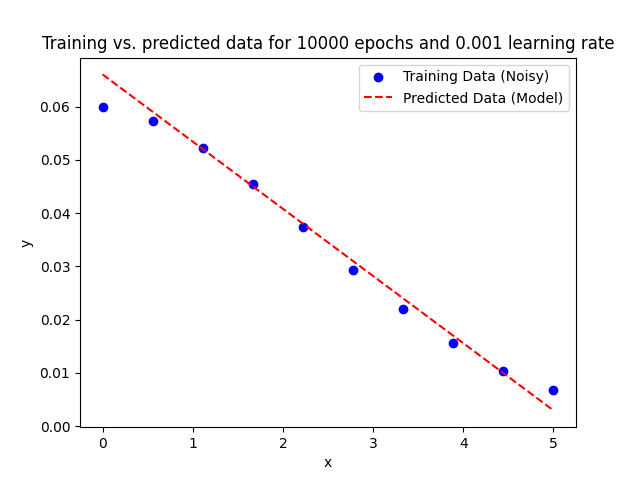 Training vs. predicted data for 10000 epochs and 0.001 learning rate
Training Data (Noisy)
Predicted Data (Model)
0.06
0.05
0.04
0.03
0.02
0.01
0.00
y
0 1 2 3 4 5
x